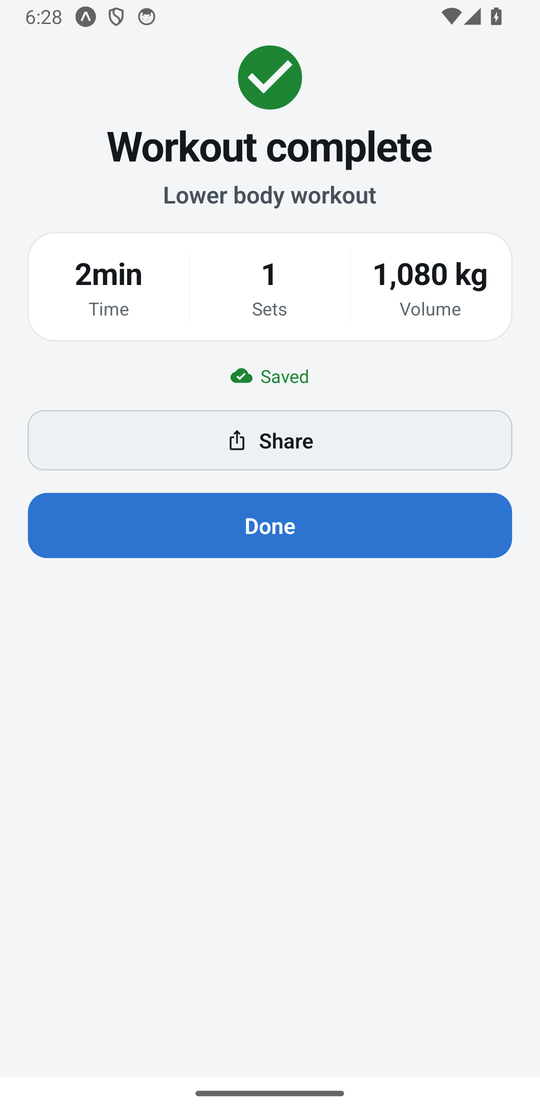 6:28
Workout complete
Lower body workout
2min 1 1,080 kg
Time Sets Volume
Saved
Share
Done